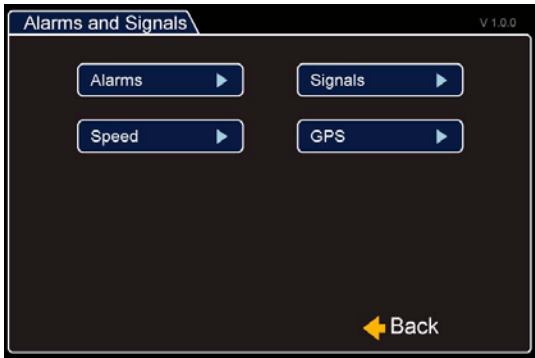 Alarms and Signals
V 1.0.0
Alarms
Signals
Speed
GPS
Back